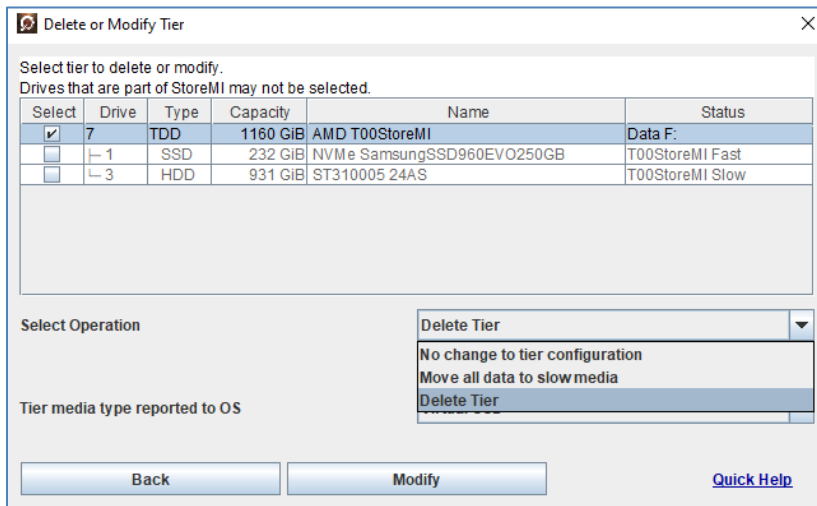 Delete or Modify Tier
Select tier to delete or modify.
Drives that are part of StoreMI may not be selected.
Select Drive Type Capacity Name Status
7 TDD 1160 GiB AMD T00StoreMI Data F:
1 SSD 232 GiB NVMe SamsungSSD960EVO250GB T00StoreMI Fast
3 HDD 931 GiB ST310005 24AS T00StoreMI Slow
Select Operation Delete Tier
No change to tier configuration
Move all data to slow media
Delete Tier
Tier media type reported to OS
Back Modify Quick Help